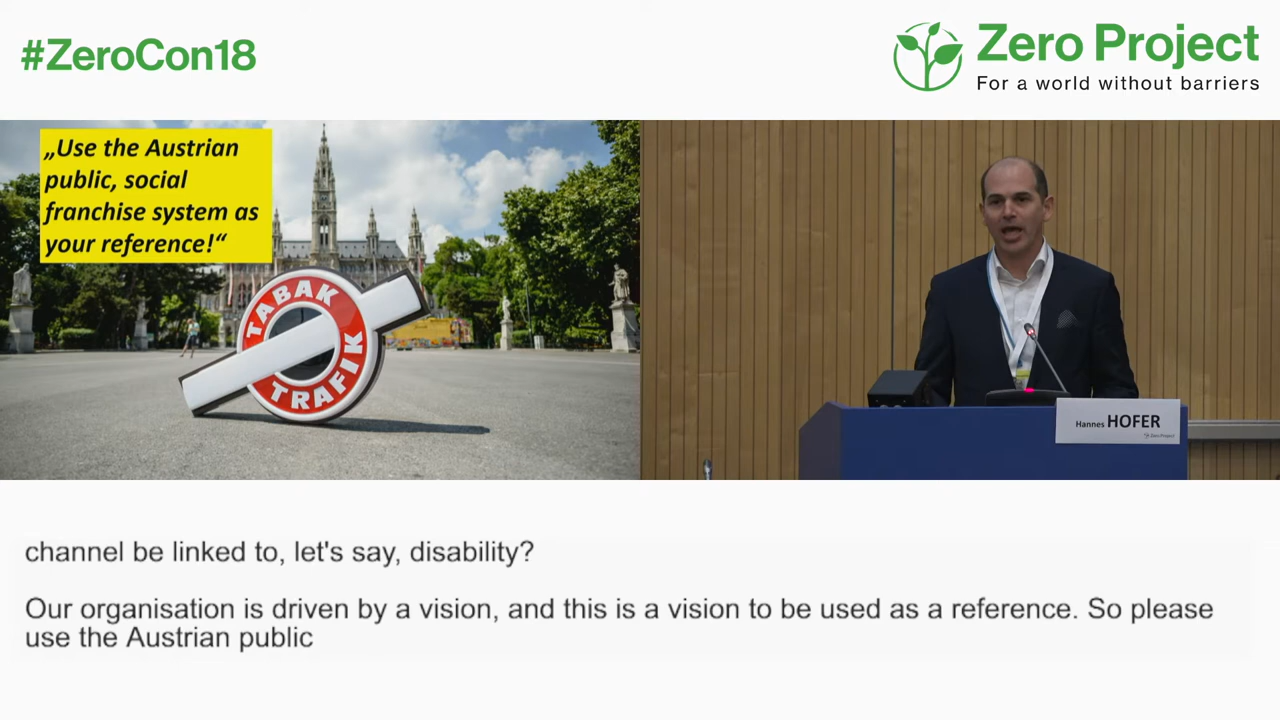 #ZeroCon18
Zero Project
For a world without barriers
„Use the Austrian
public, social
franchise system as
your reference!“
TABAK
TRAFIK
Hannes HOFER
Zero Project
channel be linked to, let's say, disability?
Our organisation is driven by a vision, and this is a vision to be used as a reference. So please
use the Austrian public